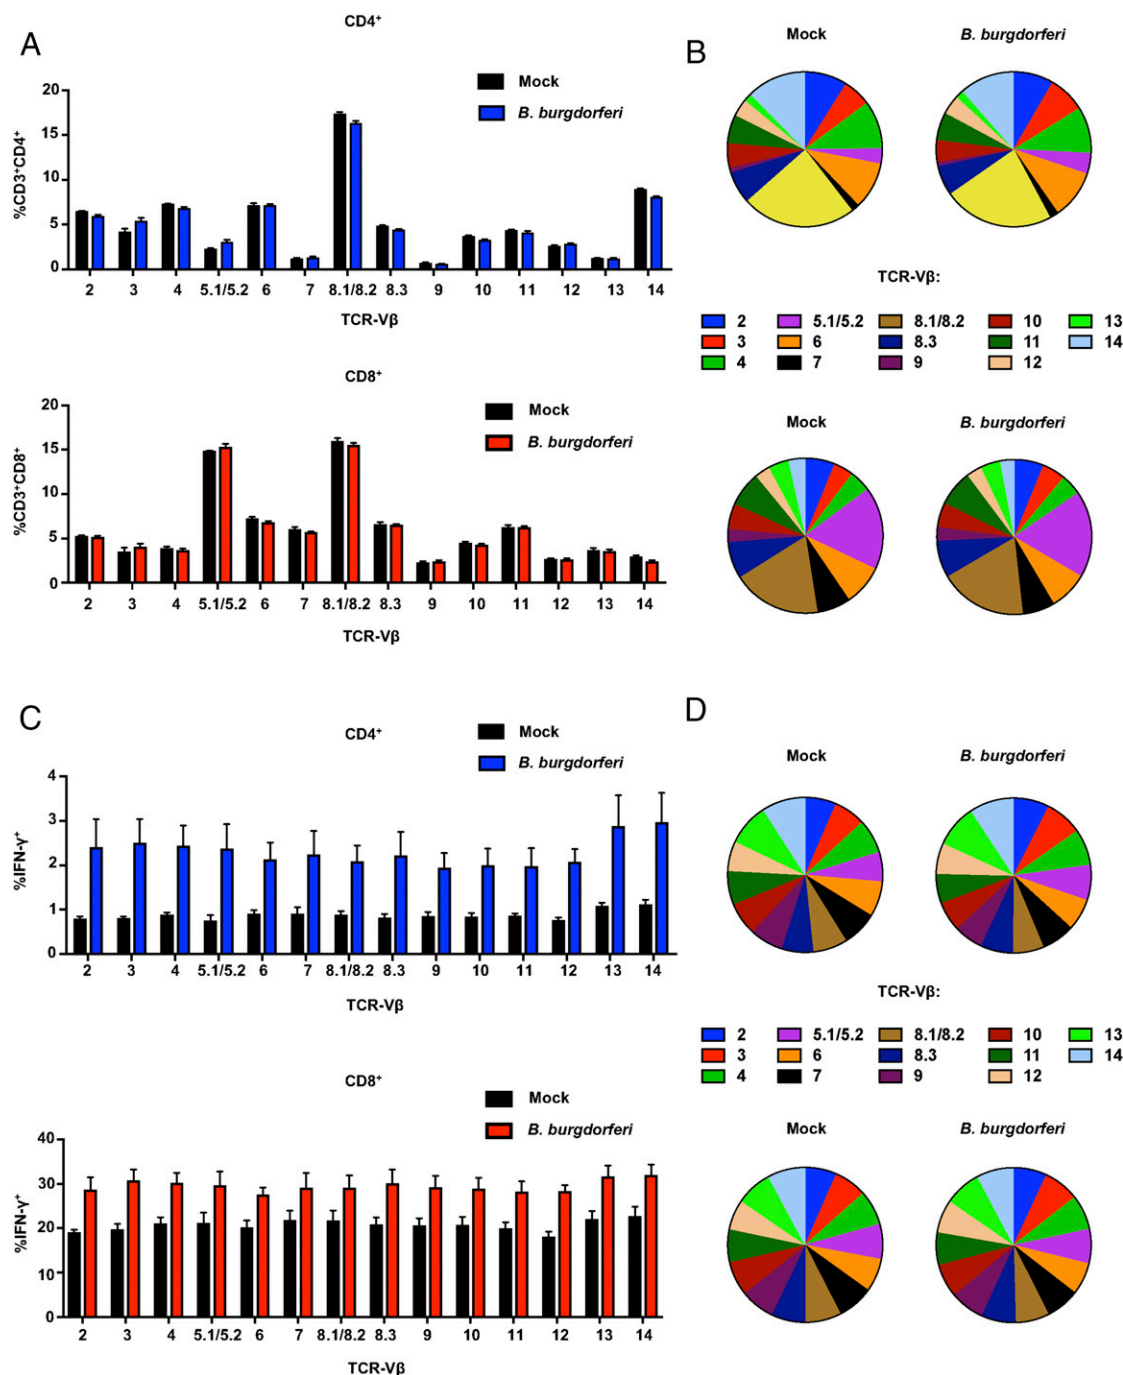 A
CD4⁺
Mock
B. burgdorferi
%CD3⁺CD4⁺
20
15
10
5
0
2 3 4 5.1/5.2 6 7 8.1/8.2 8.3 9 10 11 12 13 14
TCR-Vβ
CD8⁺
Mock
B. burgdorferi
%CD3⁺CD8⁺
20
15
10
5
0
2 3 4 5.1/5.2 6 7 8.1/8.2 8.3 9 10 11 12 13 14
TCR-Vβ
B
Mock B. burgdorferi
TCR-Vβ:
2 5.1/5.2 8.1/8.2 10 13
3 6 8.3 11 14
4 7 9 12
Mock B. burgdorferi
C
CD4⁺
Mock
B. burgdorferi
%IFN-γ⁺
4
3
2
1
0
2 3 4 5.1/5.2 6 7 8.1/8.2 8.3 9 10 11 12 13 14
TCR-Vβ
CD8⁺
Mock
B. burgdorferi
%IFN-γ⁺
40
30
20
10
0
2 3 4 5.1/5.2 6 7 8.1/8.2 8.3 9 10 11 12 13 14
TCR-Vβ
D
Mock B. burgdorferi
TCR-Vβ:
2 5.1/5.2 8.1/8.2 10 13
3 6 8.3 11 14
4 7 9 12
Mock B. burgdorferi